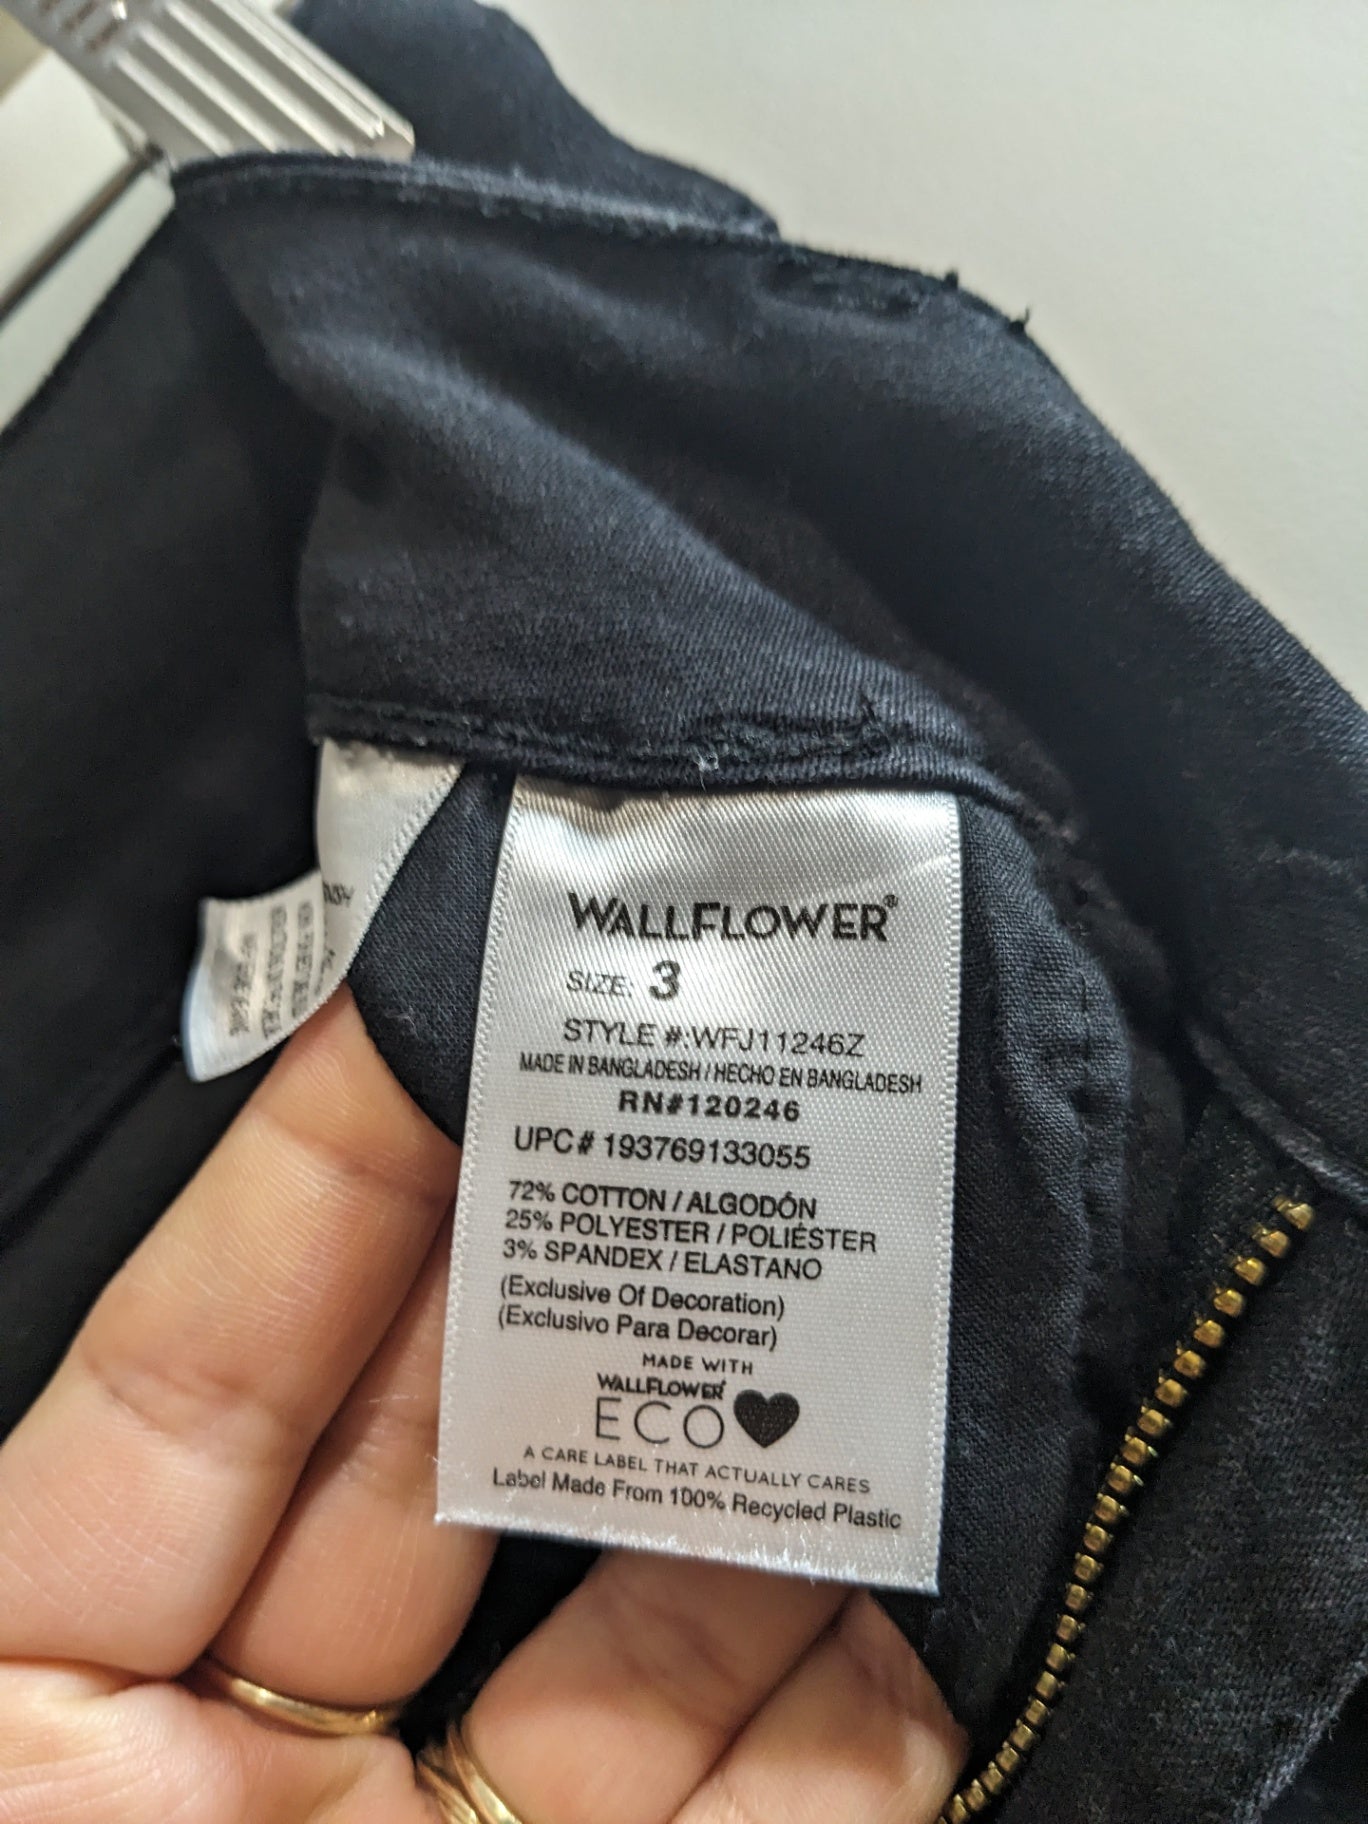 WALLFLOWER®
SIZE: 3
STYLE #:WFJ11246Z
MADE IN BANGLADESH / HECHO EN BANGLADESH
RN#120246
UPC# 193769133055
72% COTTON / ALGODÓN
25% POLYESTER / POLIÉSTER
3% SPANDEX / ELASTANO
(Exclusive Of Decoration)
(Exclusivo Para Decorar)
MADE WITH
WALLFLOWER®
ECO
A CARE LABEL THAT ACTUALLY CARES
Label Made From 100% Recycled Plastic